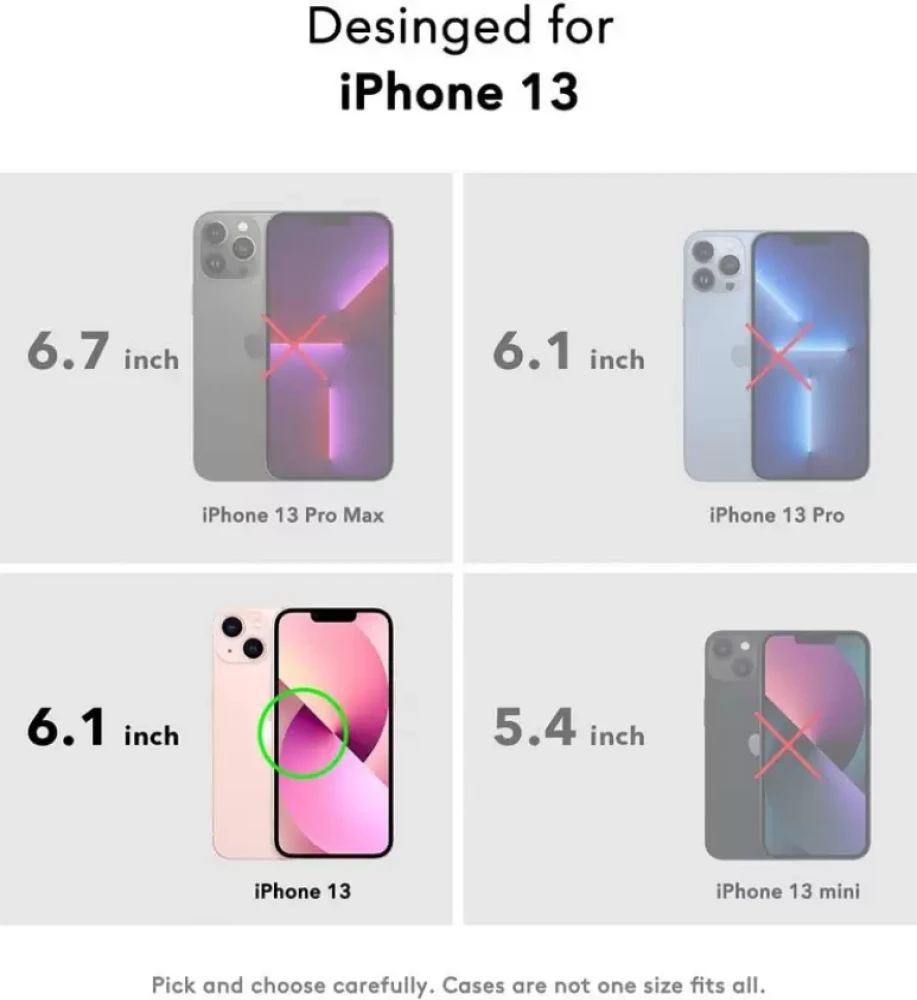 Desinged for
iPhone 13
6.7 inch
iPhone 13 Pro Max
6.1 inch
iPhone 13 Pro
6.1 inch
iPhone 13
5.4 inch
iPhone 13 mini
Pick and choose carefully. Cases are not one size fits all.